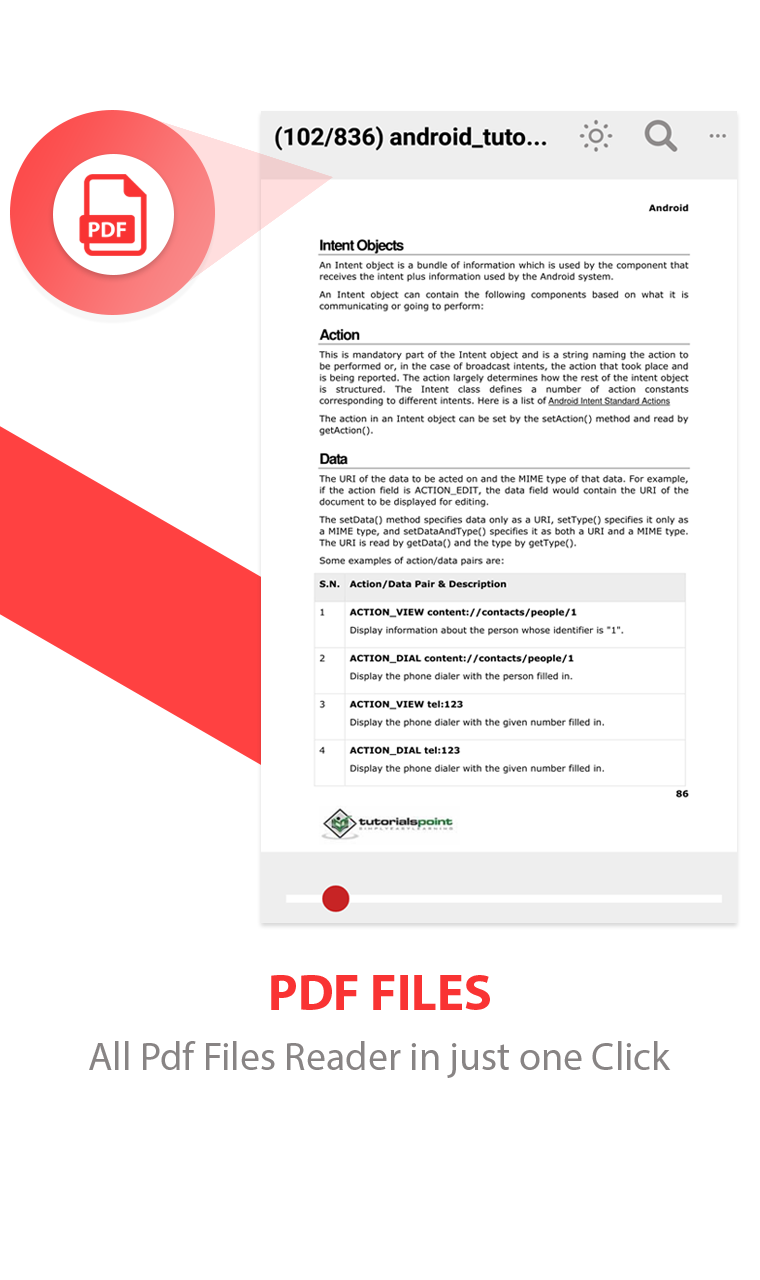 (102/836) android_tuto...
PDF
Android
Intent Objects
An Intent object is a bundle of information which is used by the component that
receives the intent plus information used by the Android system.
An Intent object can contain the following components based on what it is
communicating or going to perform:
Action
This is mandatory part of the Intent object and is a string naming the action to
be performed or, in the case of broadcast intents, the action that took place and
is being reported. The action largely determines how the rest of the intent object
is structured. The Intent class defines a number of action constants
corresponding to different intents. Here is a list of Android Intent Standard Actions
The action in an Intent object can be set by the setAction() method and read by
getAction().
Data
The URI of the data to be acted on and the MIME type of that data. For example,
if the action field is ACTION_EDIT, the data field would contain the URI of the
document to be displayed for editing.
The setData() method specifies data only as a URI, setType() specifies it only as
a MIME type, and setDataAndType() specifies it as both a URI and a MIME type.
The URI is read by getData() and the type by getType().
Some examples of action/data pairs are:
S.N. Action/Data Pair & Description
1 ACTION_VIEW content://contacts/people/1
Display information about the person whose identifier is "1".
2 ACTION_DIAL content://contacts/people/1
Display the phone dialer with the person filled in.
3 ACTION_VIEW tel:123
Display the phone dialer with the given number filled in.
4 ACTION_DIAL tel:123
Display the phone dialer with the given number filled in.
86
tutorialspoint
SIMPLYEASYLEARNING
PDF FILES
All Pdf Files Reader in just one Click